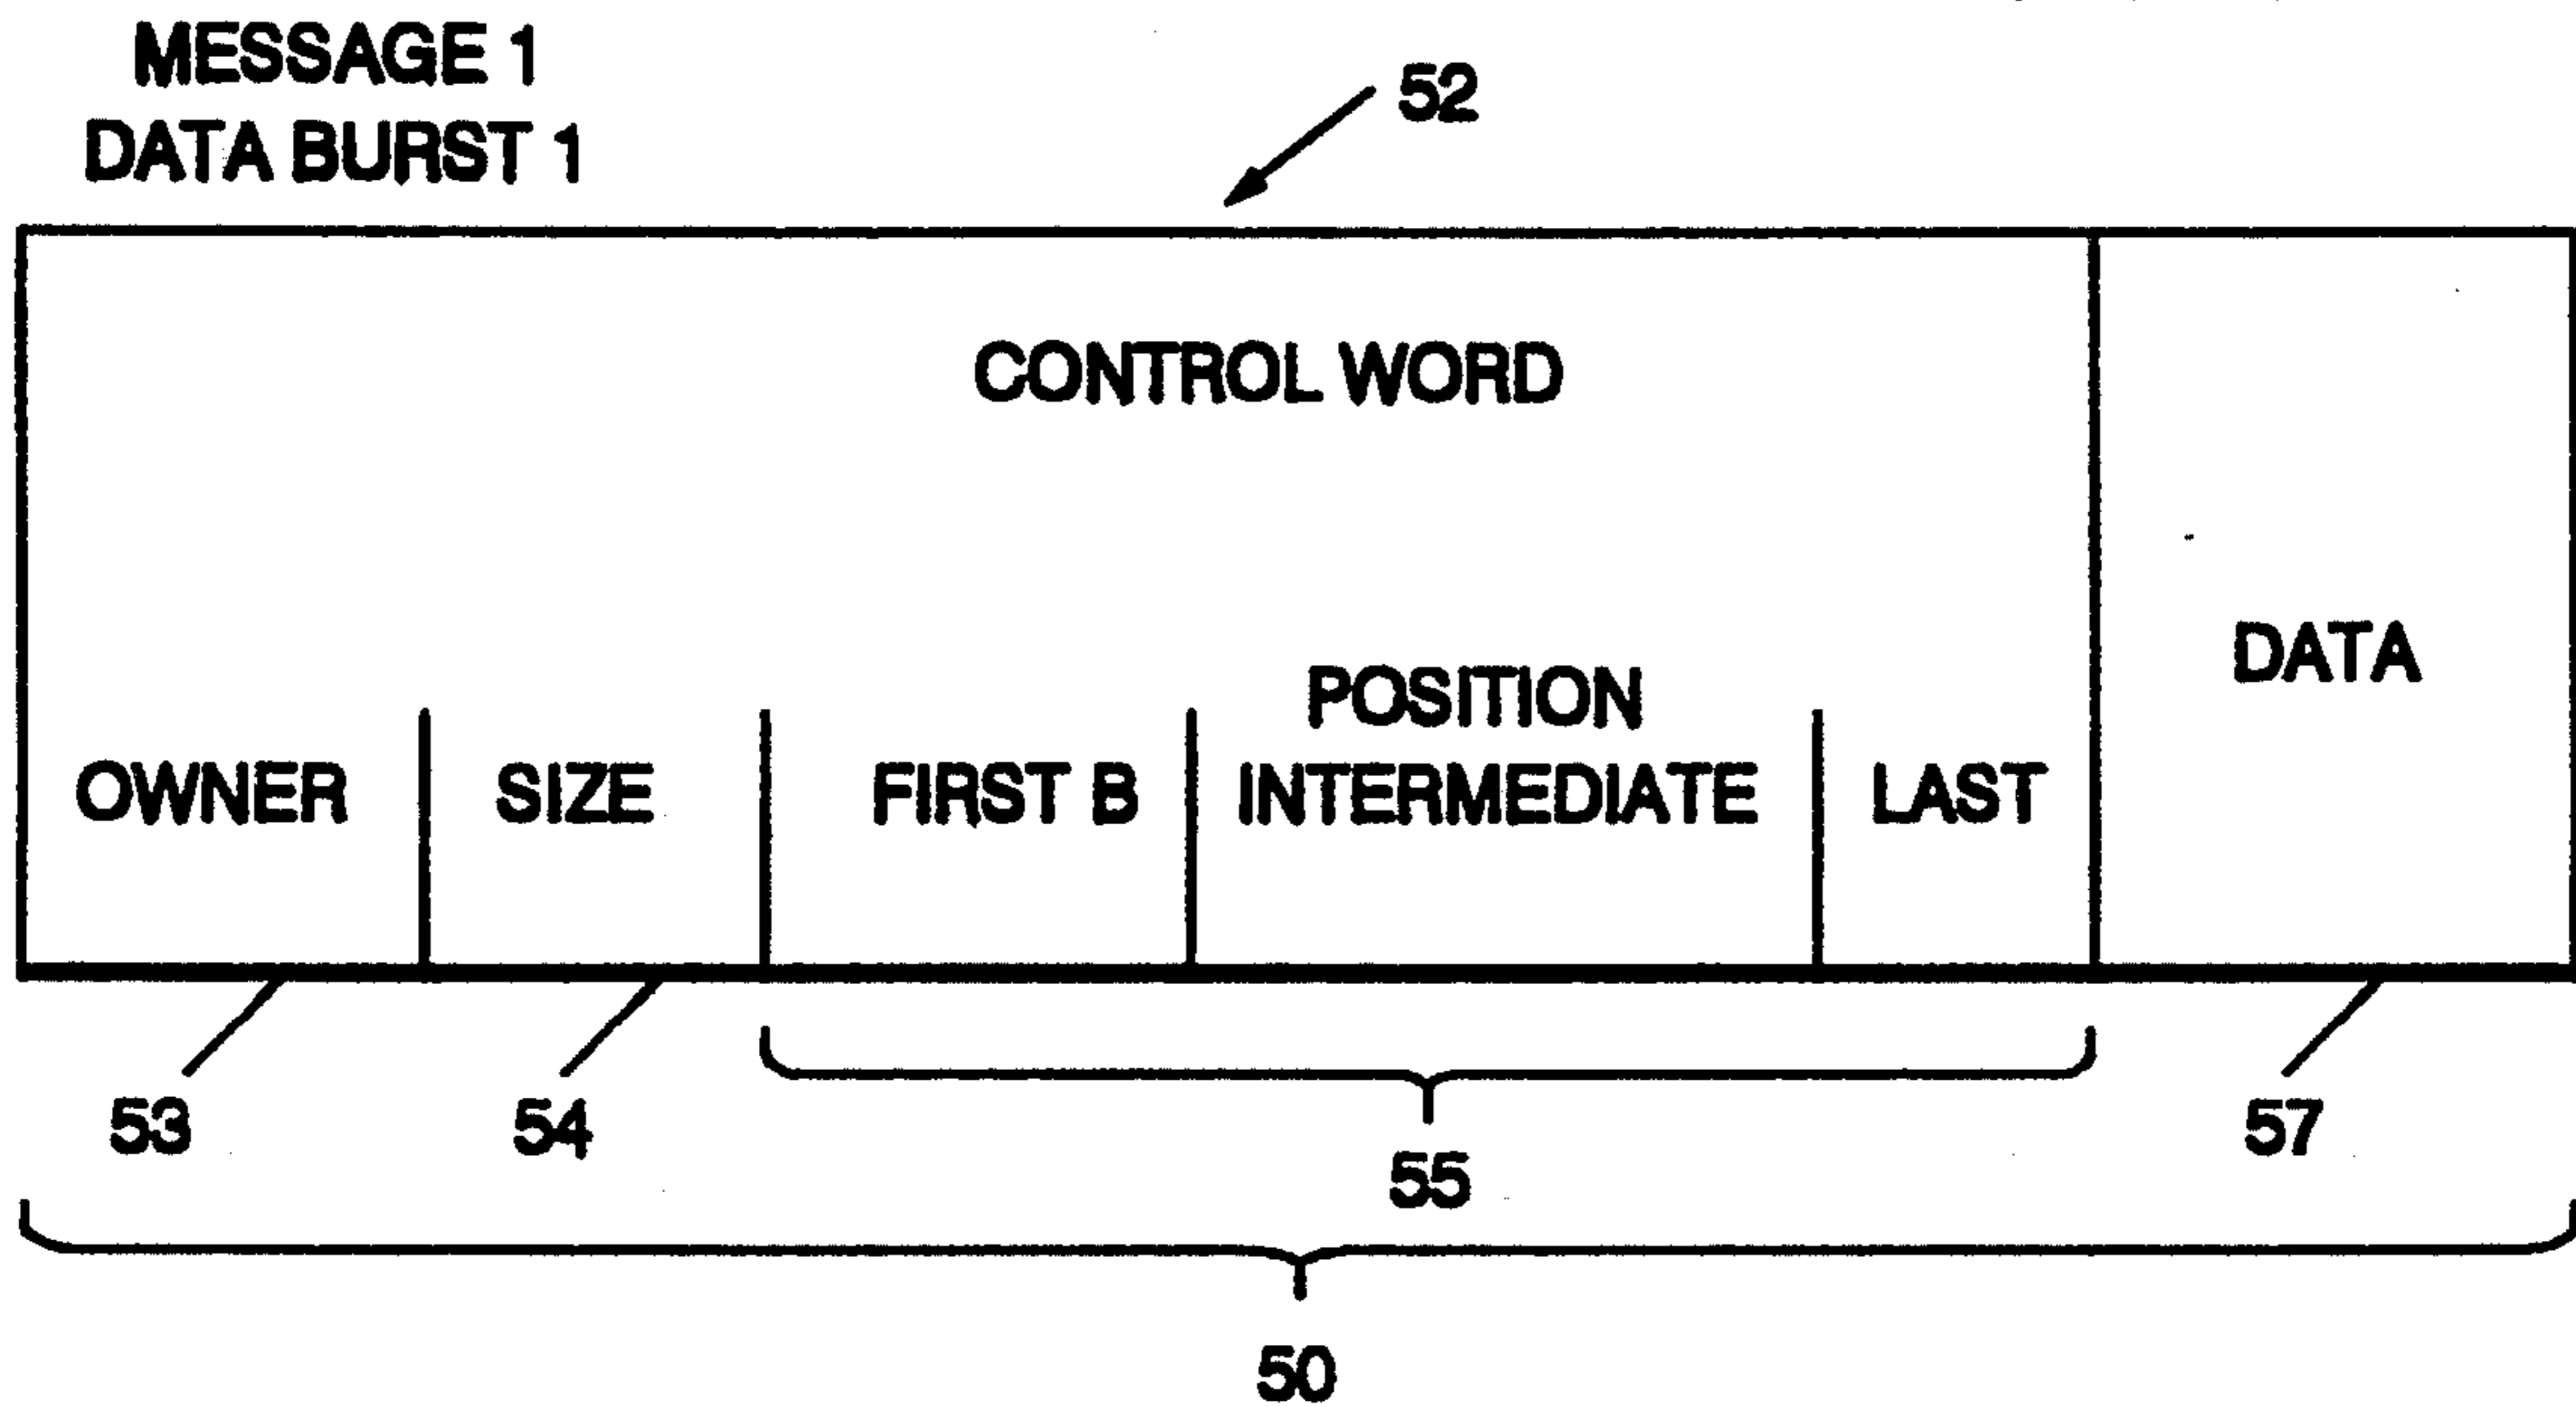 MESSAGE 1
DATA BURST 1
52
CONTROL WORD
DATA
POSITION
OWNER SIZE FIRST B INTERMEDIATE LAST
53 54 55 57
50